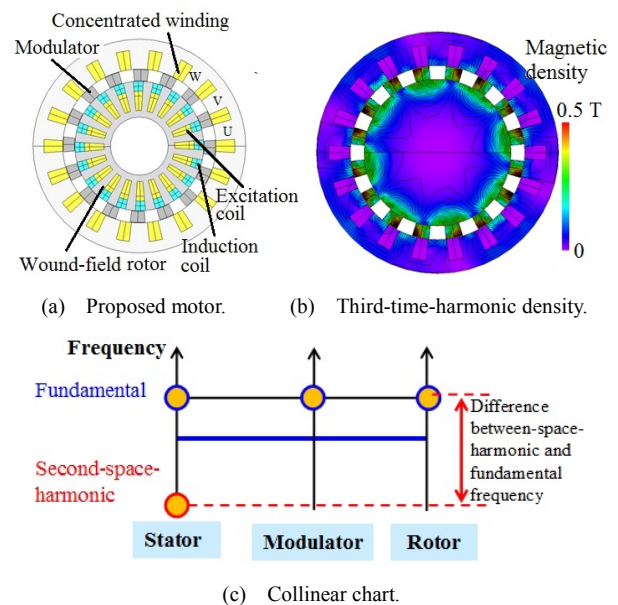 Concentrated winding
Modulator
W
V
U
Excitation
coil
Induction
coil
Wound-field rotor
(a) Proposed motor.
Magnetic
density
0.5 T
0
(b) Third-time-harmonic density.
Frequency
Fundamental
Second-space-
harmonic
Difference
between-space-
harmonic and
fundamental
frequency
Stator
Modulator
Rotor
(c) Collinear chart.